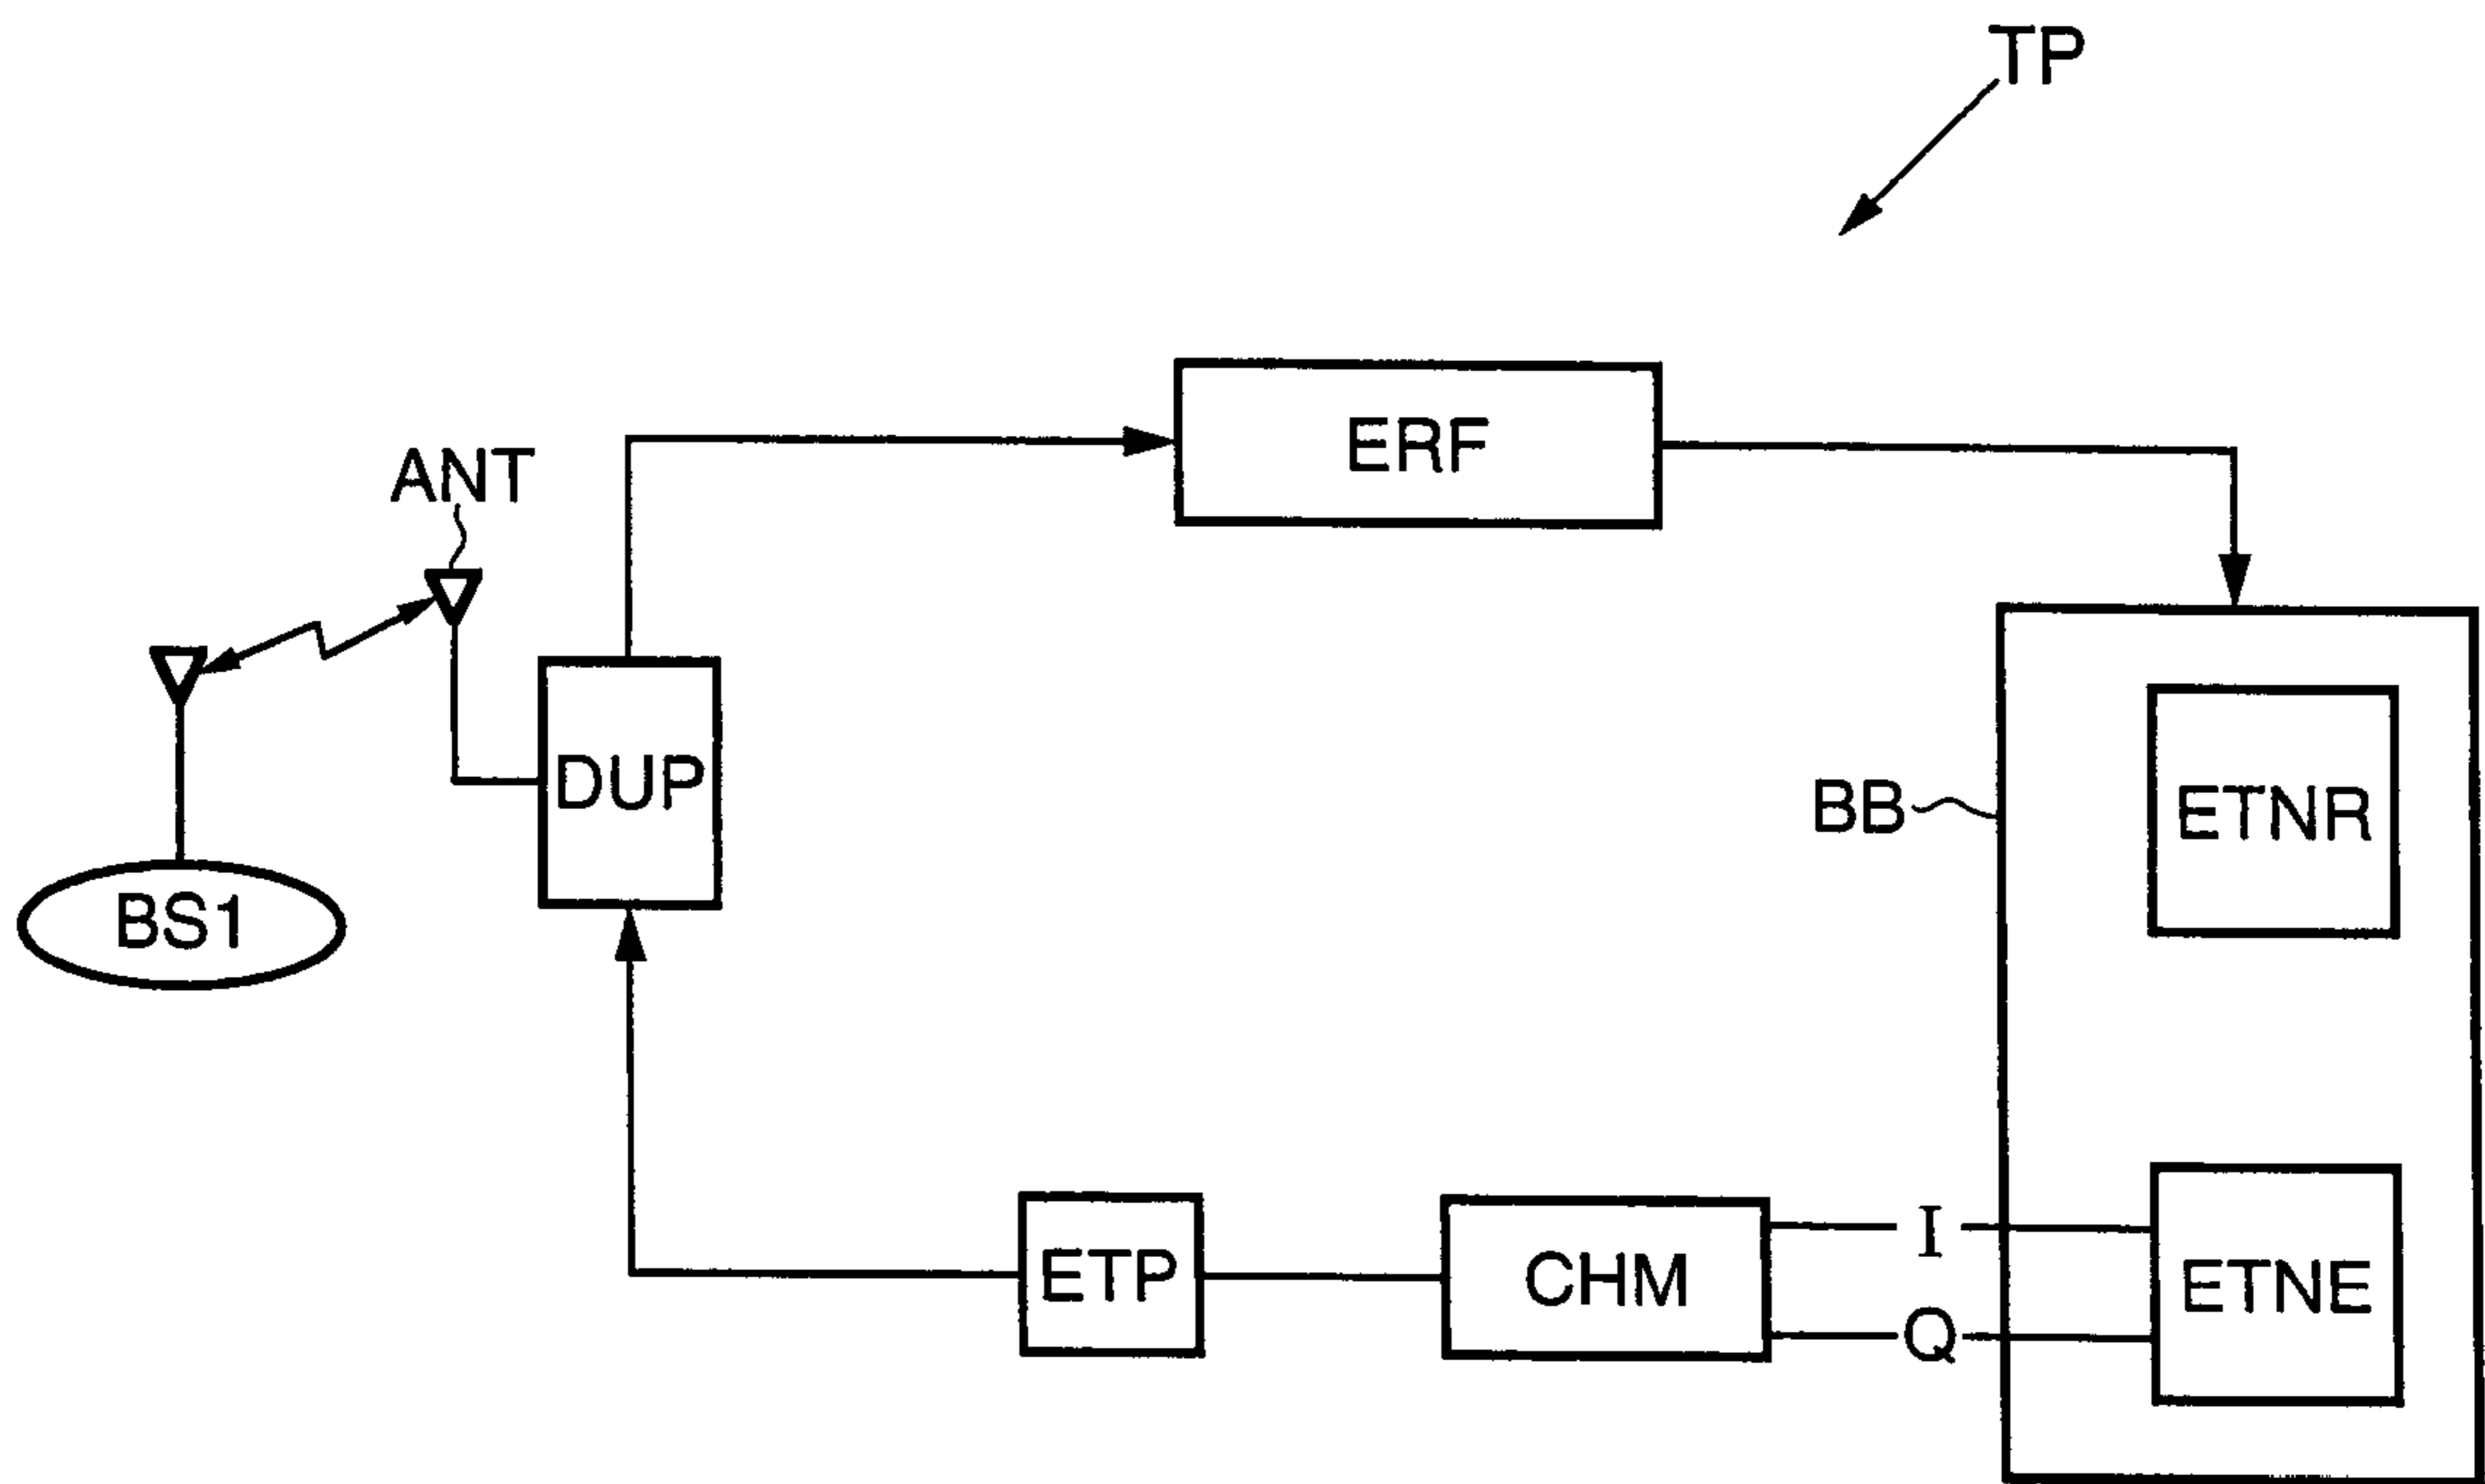 TP
ERF
ANT
DUP
BB
ETNR
BS1
I
ETP
CHM
ETNE
Q